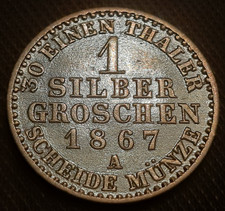 30 EINEN THALER
1
SILBER
GROSCHEN
1867
A
SCHEIDE MÜNZE